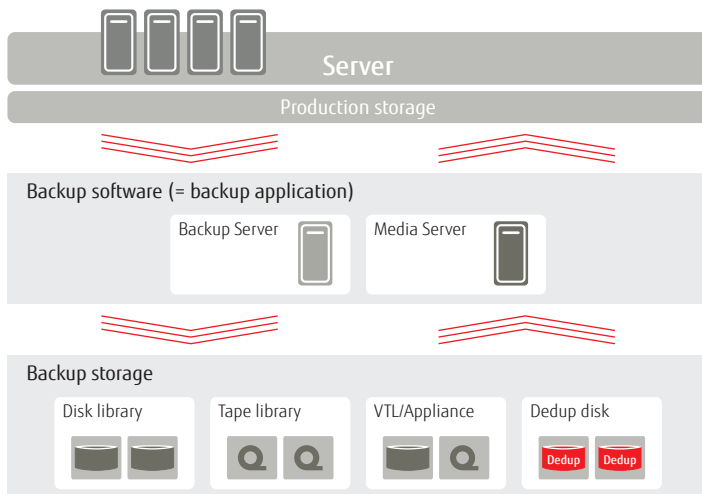 Server
Production storage
Backup software (= backup application)
Backup Server
Media Server
Backup storage
Disk library
Tape library
VTL/Appliance
Dedup disk
Dedup
Dedup